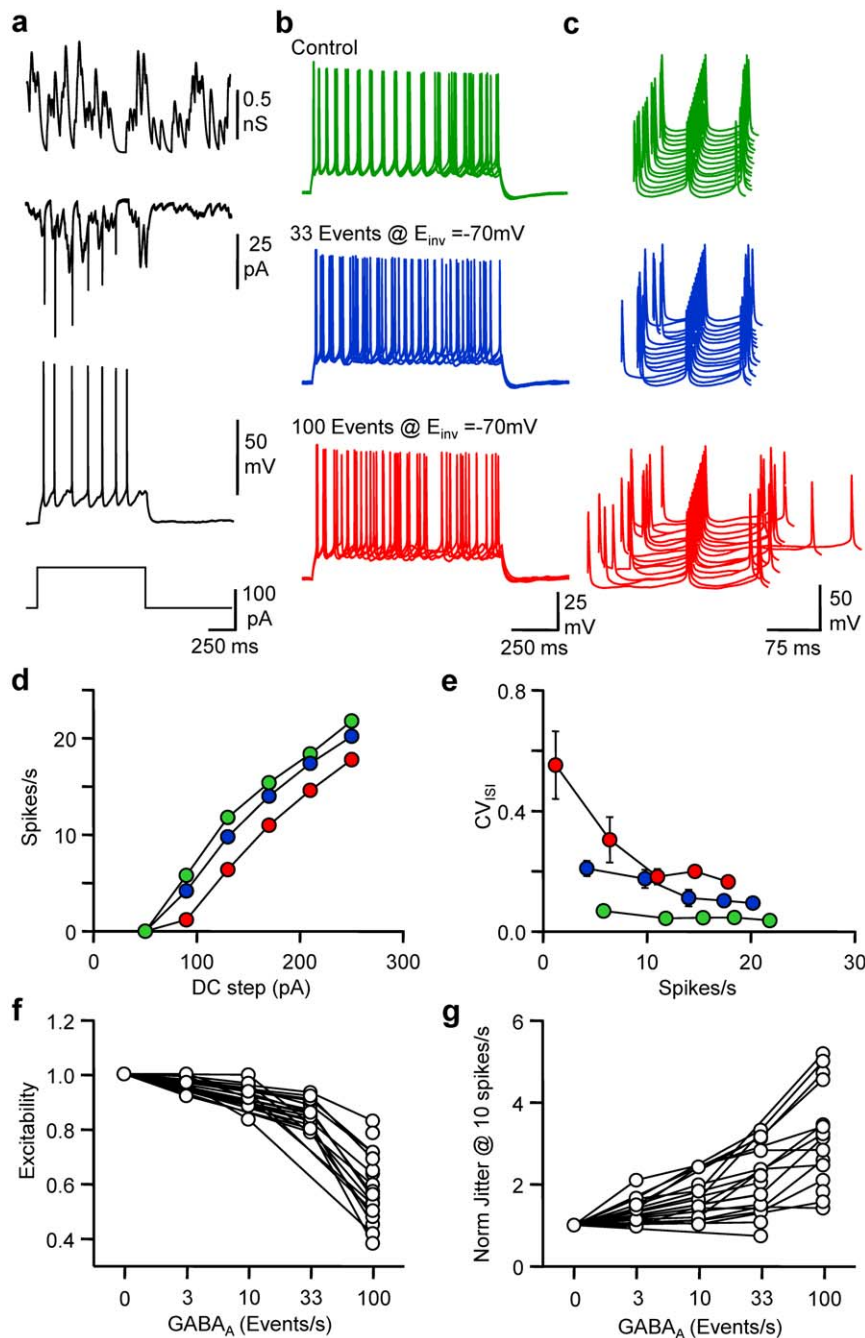 a
0.5
nS
25
pA
50
mV
100
pA
250 ms
b
Control
33 Events @ E_inv =-70mV
100 Events @ E_inv =-70mV
25
mV
250 ms
c
50
mV
75 ms
d
Spikes/s
20
10
0
0 100 200 300
DC step (pA)
e
CV_ISI
0.8
0.4
0.0
0 10 20 30
Spikes/s
f
Excitability
1.2
1.0
0.8
0.6
0.4
0 3 10 33 100
GABA_A (Events/s)
g
Norm Jitter @ 10 spikes/s
6
4
2
0
0 3 10 33 100
GABA_A (Events/s)